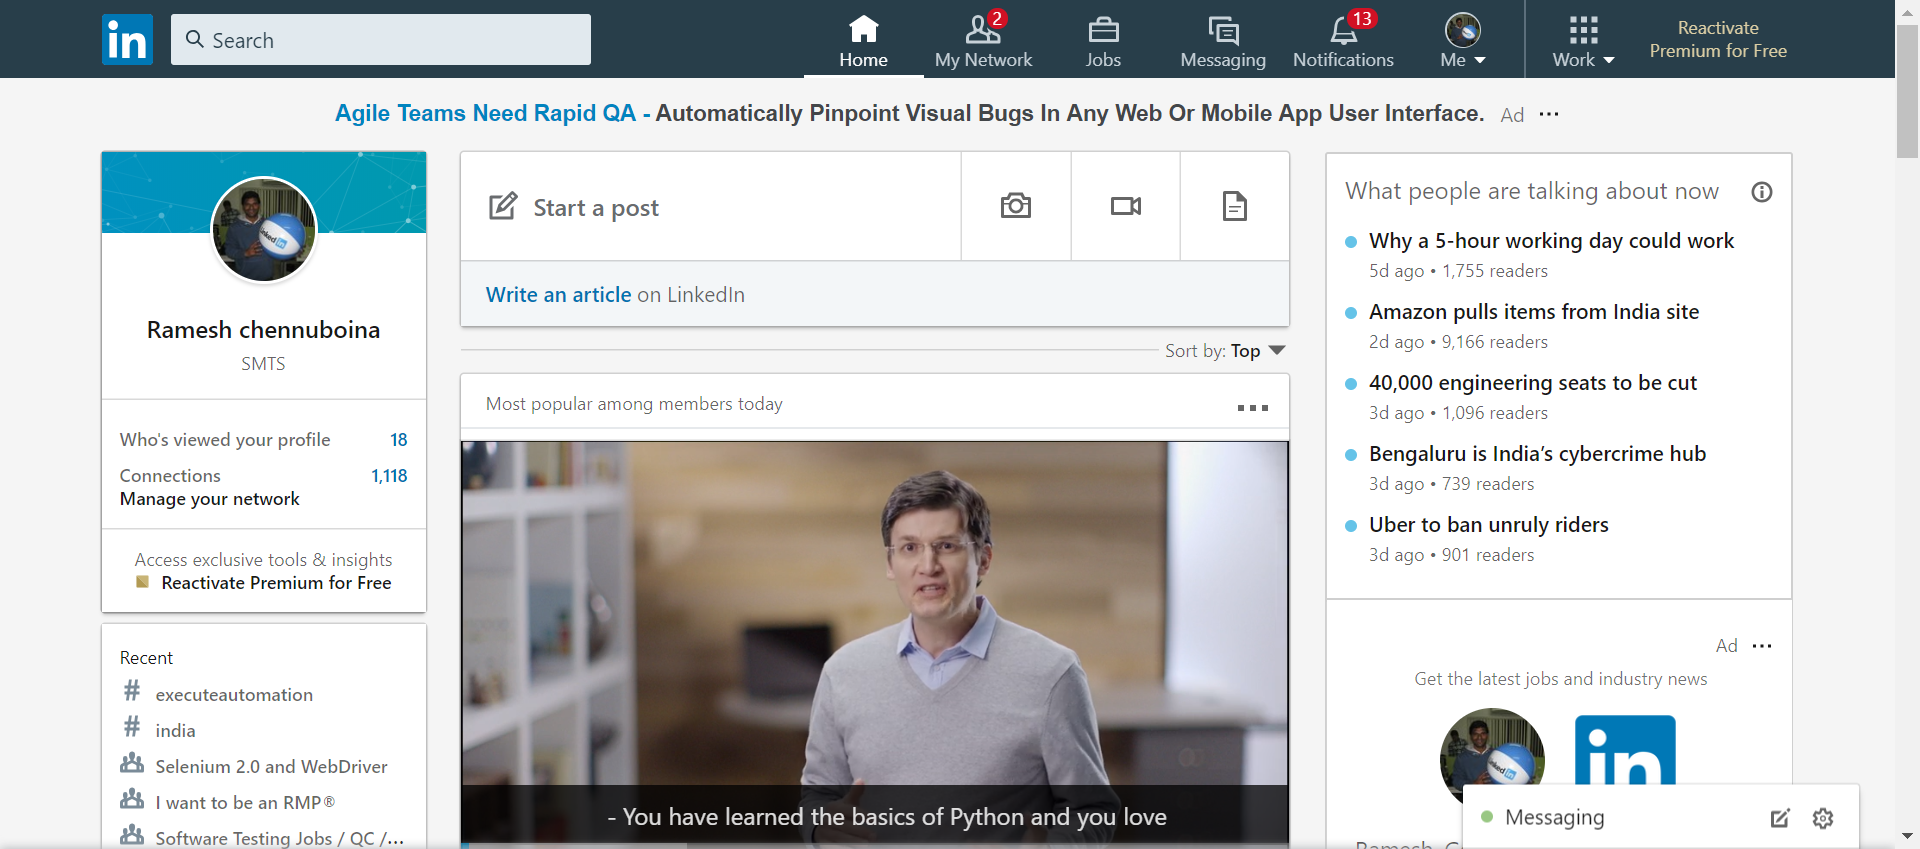 in
Search
2
13
Home
My Network
Jobs
Messaging
Notifications
Me
Work
Reactivate
Premium for Free
Agile Teams Need Rapid QA - Automatically Pinpoint Visual Bugs In Any Web Or Mobile App User Interface. Ad ...
Ramesh chennuboina
SMTS
Who's viewed your profile 18
Connections 1,118
Manage your network
Access exclusive tools & insights
Reactivate Premium for Free
Recent
# executeautomation
# india
Selenium 2.0 and WebDriver
I want to be an RMP®
Software Testing Jobs / QC /...
Start a post
Write an article on LinkedIn
Sort by: Top
Most popular among members today
- You have learned the basics of Python and you love
What people are talking about now
Why a 5-hour working day could work
5d ago • 1,755 readers
Amazon pulls items from India site
2d ago • 9,166 readers
40,000 engineering seats to be cut
3d ago • 1,096 readers
Bengaluru is India’s cybercrime hub
3d ago • 739 readers
Uber to ban unruly riders
3d ago • 901 readers
Ad ...
Get the latest jobs and industry news
Linked in
in
Messaging